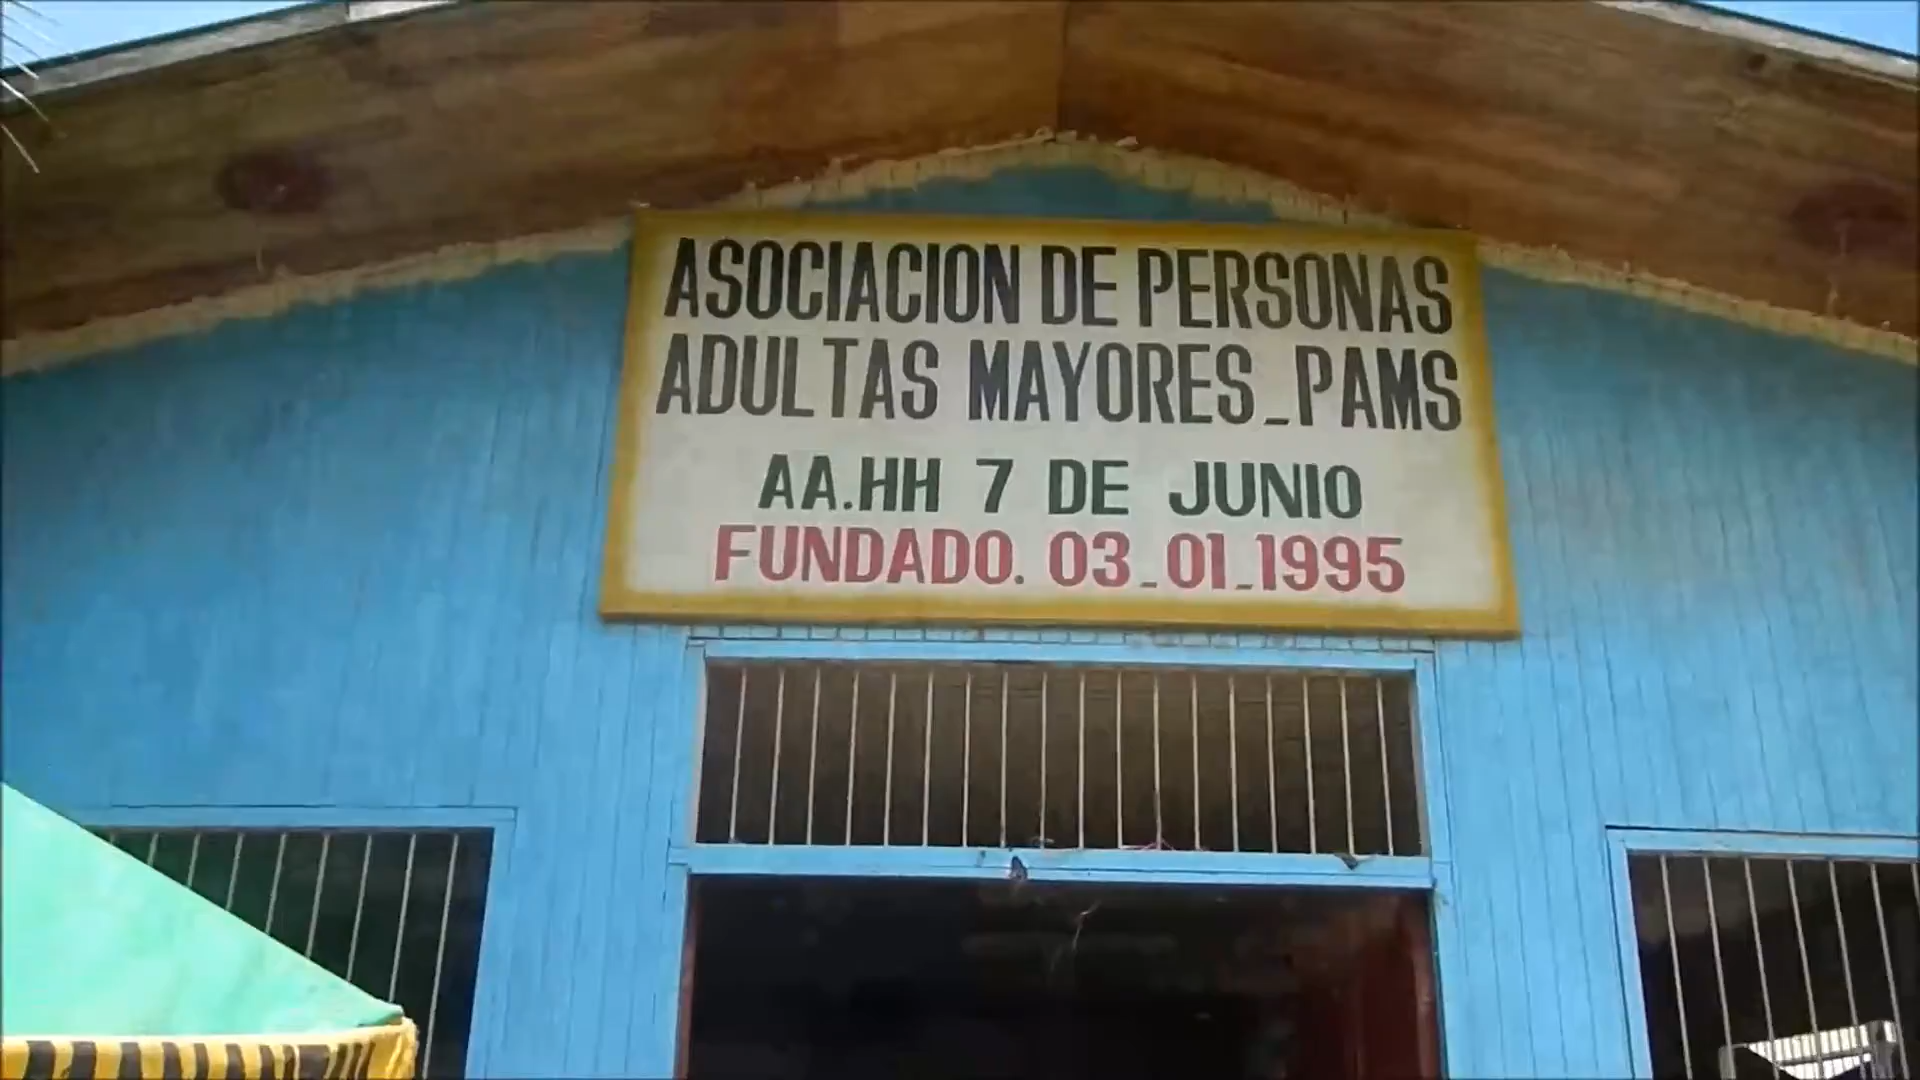 ASOCIACION DE PERSONAS
ADULTAS MAYORES_PAMS
AA.HH 7 DE JUNIO
FUNDADO. 03_01_1995